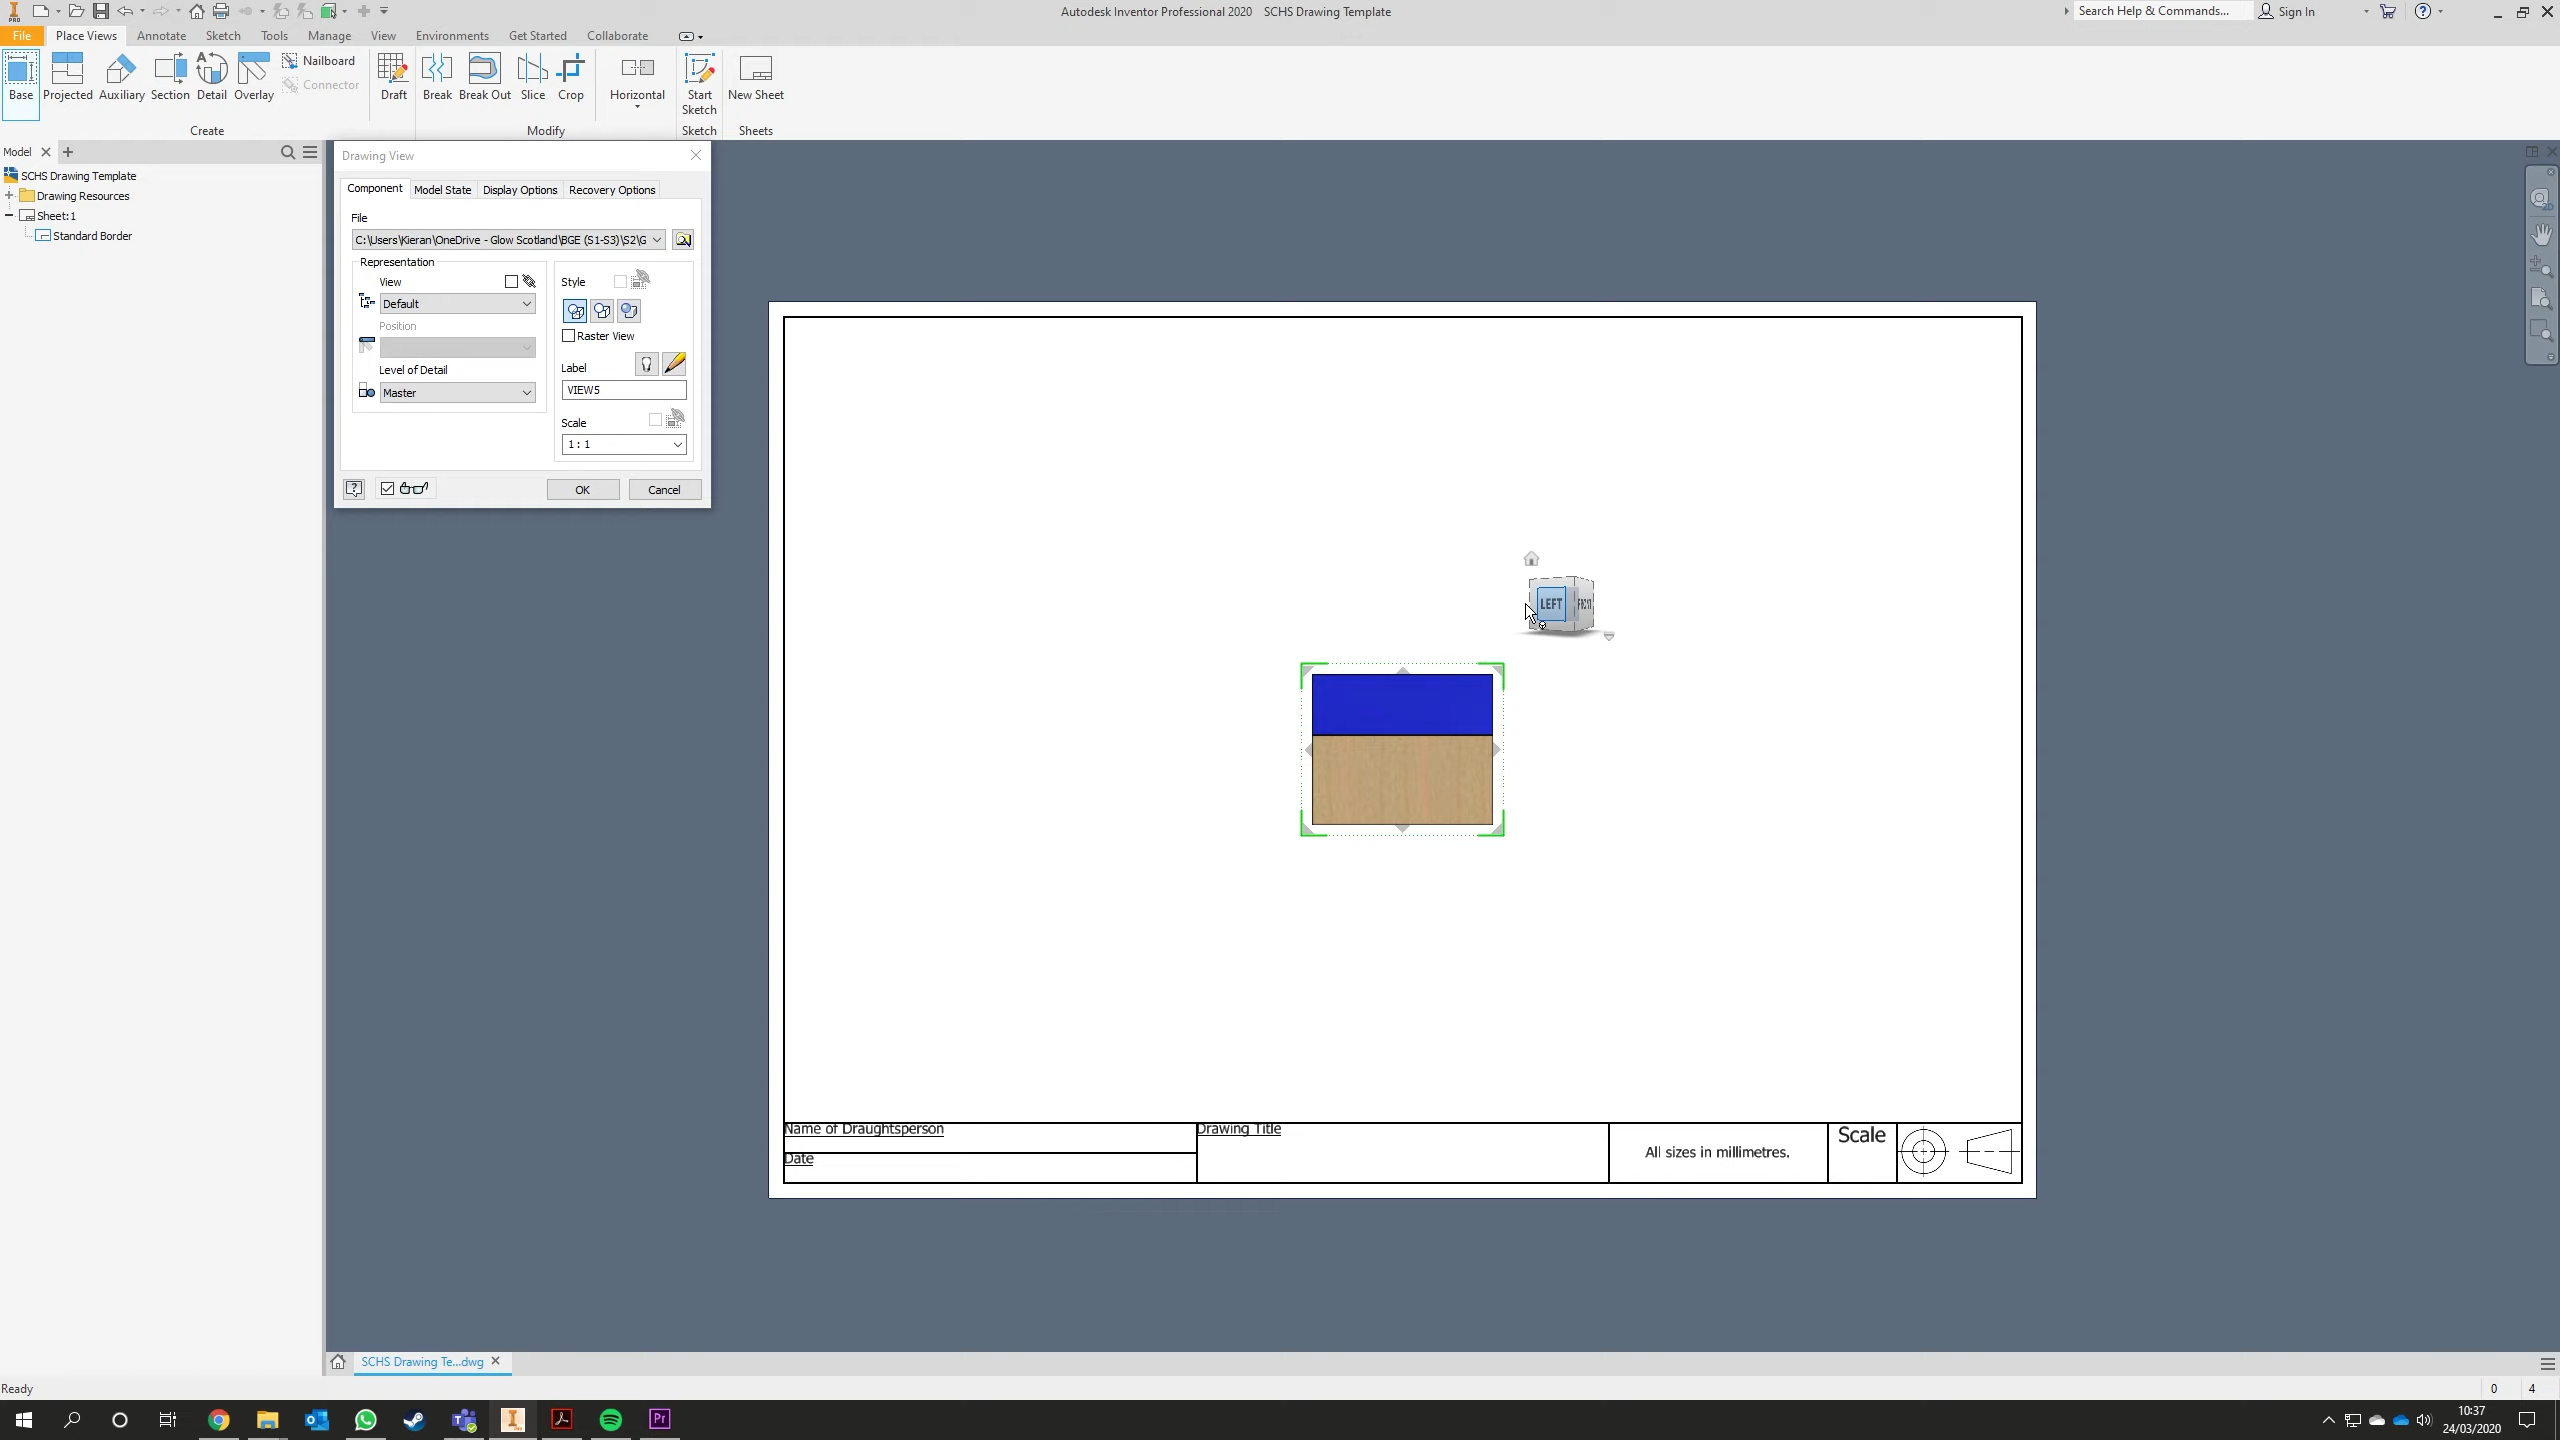 Autodesk Inventor Professional 2020 SCHS Drawing Template
Search Help & Commands...
Sign In
PRO
File
Place Views
Annotate
Sketch
Tools
Manage
View
Environments
Get Started
Collaborate
Base
Projected
Auxiliary
Section
Detail
Overlay
Nailboard
Connector
Draft
Break
Break Out
Slice
Crop
Horizontal
Start Sketch
New Sheet
Create
Modify
Sketch
Sheets
Model
SCHS Drawing Template
Drawing Resources
Sheet:1
Standard Border
Drawing View
Component
Model State
Display Options
Recovery Options
File
C:\Users\Kieran\OneDrive - Glow Scotland\BGE (S1-S3)\S2\G
Representation
View
Default
Position
Level of Detail
Master
Style
Raster View
Label
VIEW5
Scale
1 : 1
OK
Cancel
LEFT
FRONT
Name of Draughtsperson
Date
Drawing Title
All sizes in millimetres.
Scale
SCHS Drawing Te...dwg
Ready
0
4
10:37
24/03/2020